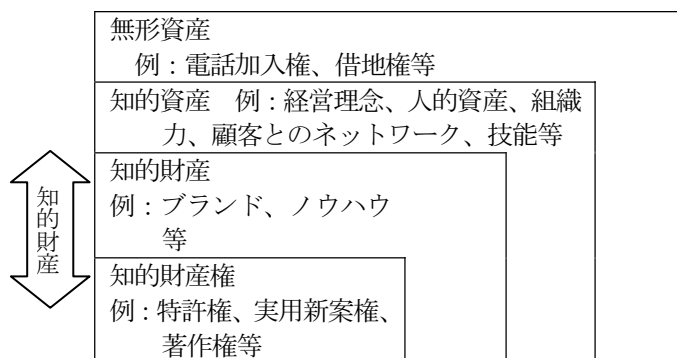 無形資産
例：電話加入権、借地権等
知的資産　例：経営理念、人的資産、組織
力、顧客とのネットワーク、技能等
知的財産
例：ブランド、ノウハウ
等
知的財産権
例：特許権、実用新案権、
著作権等
知的財産